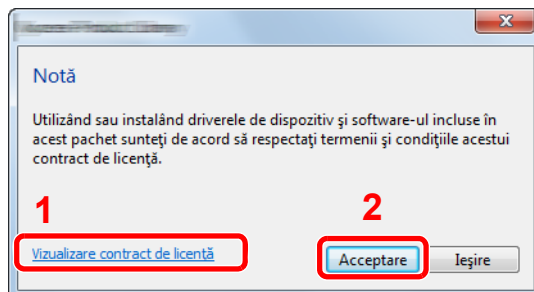 Notă
Utilizând sau instalând driverele de dispozitiv şi software-ul incluse în
acest pachet sunteţi de acord să respectaţi termenii şi condiţiile acestui
contract de licenţă.
1
2
Vizualizare contract de licentă
Acceptare
Ieşire